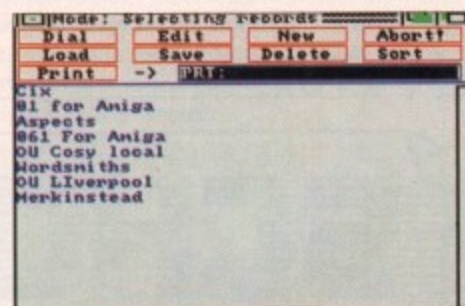 Mode: Selecting records
Dial Edit New Abort!
Load Save Delete Sort
Print -> PRT:
Cix
01 for Amiga
Aspects
061 For Amiga
OU Cosy local
Wordsmiths
OU LIverpool
Merkinstead